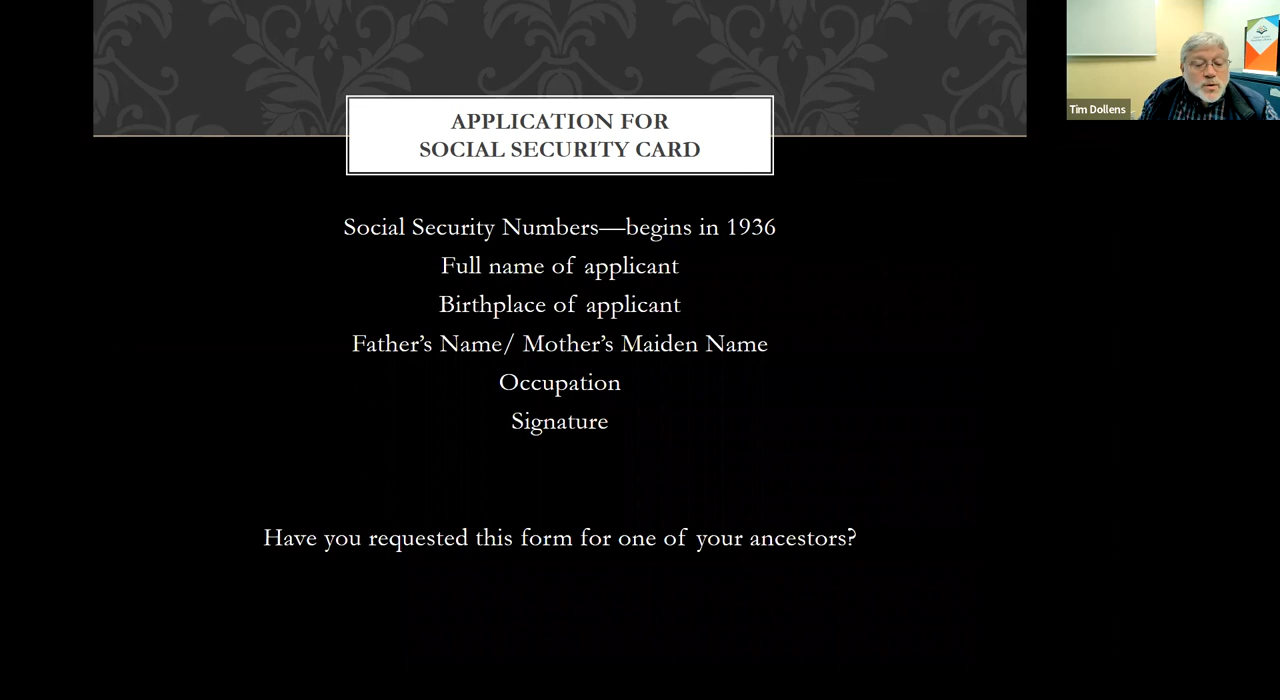 APPLICATION FOR
SOCIAL SECURITY CARD
Social Security Numbers—begins in 1936
Full name of applicant
Birthplace of applicant
Father’s Name/ Mother’s Maiden Name
Occupation
Signature
Have you requested this form for one of your ancestors?
Tim Dollens